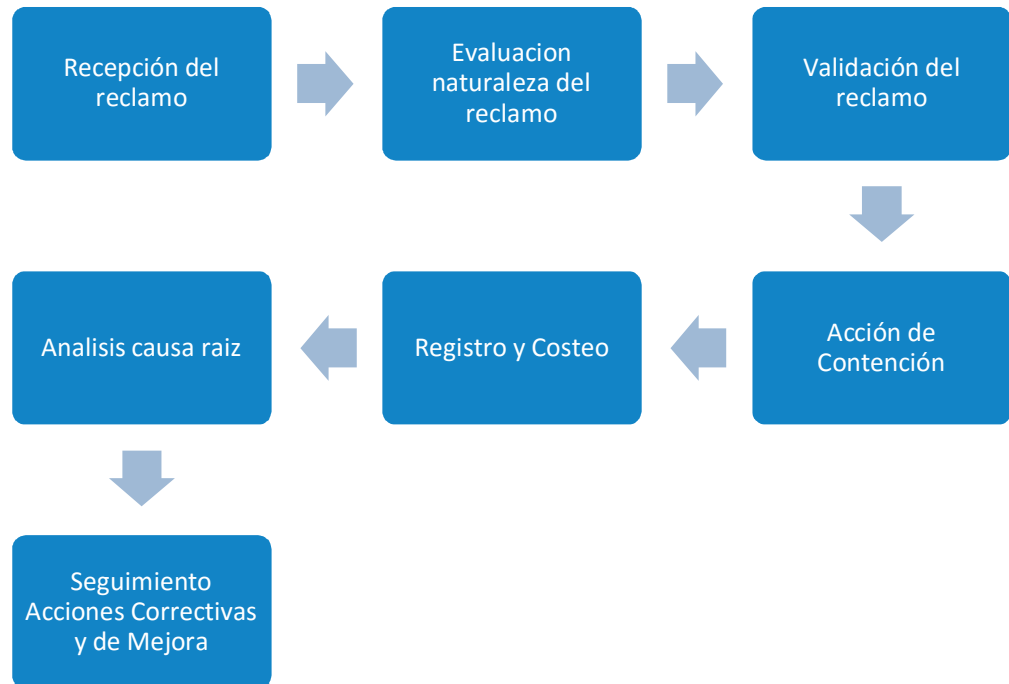 Recepción del
reclamo
Evaluacion
naturaleza del
reclamo
Validación del
reclamo
Acción de
Contención
Registro y Costeo
Analisis causa raiz
Seguimiento
Acciones Correctivas
y de Mejora